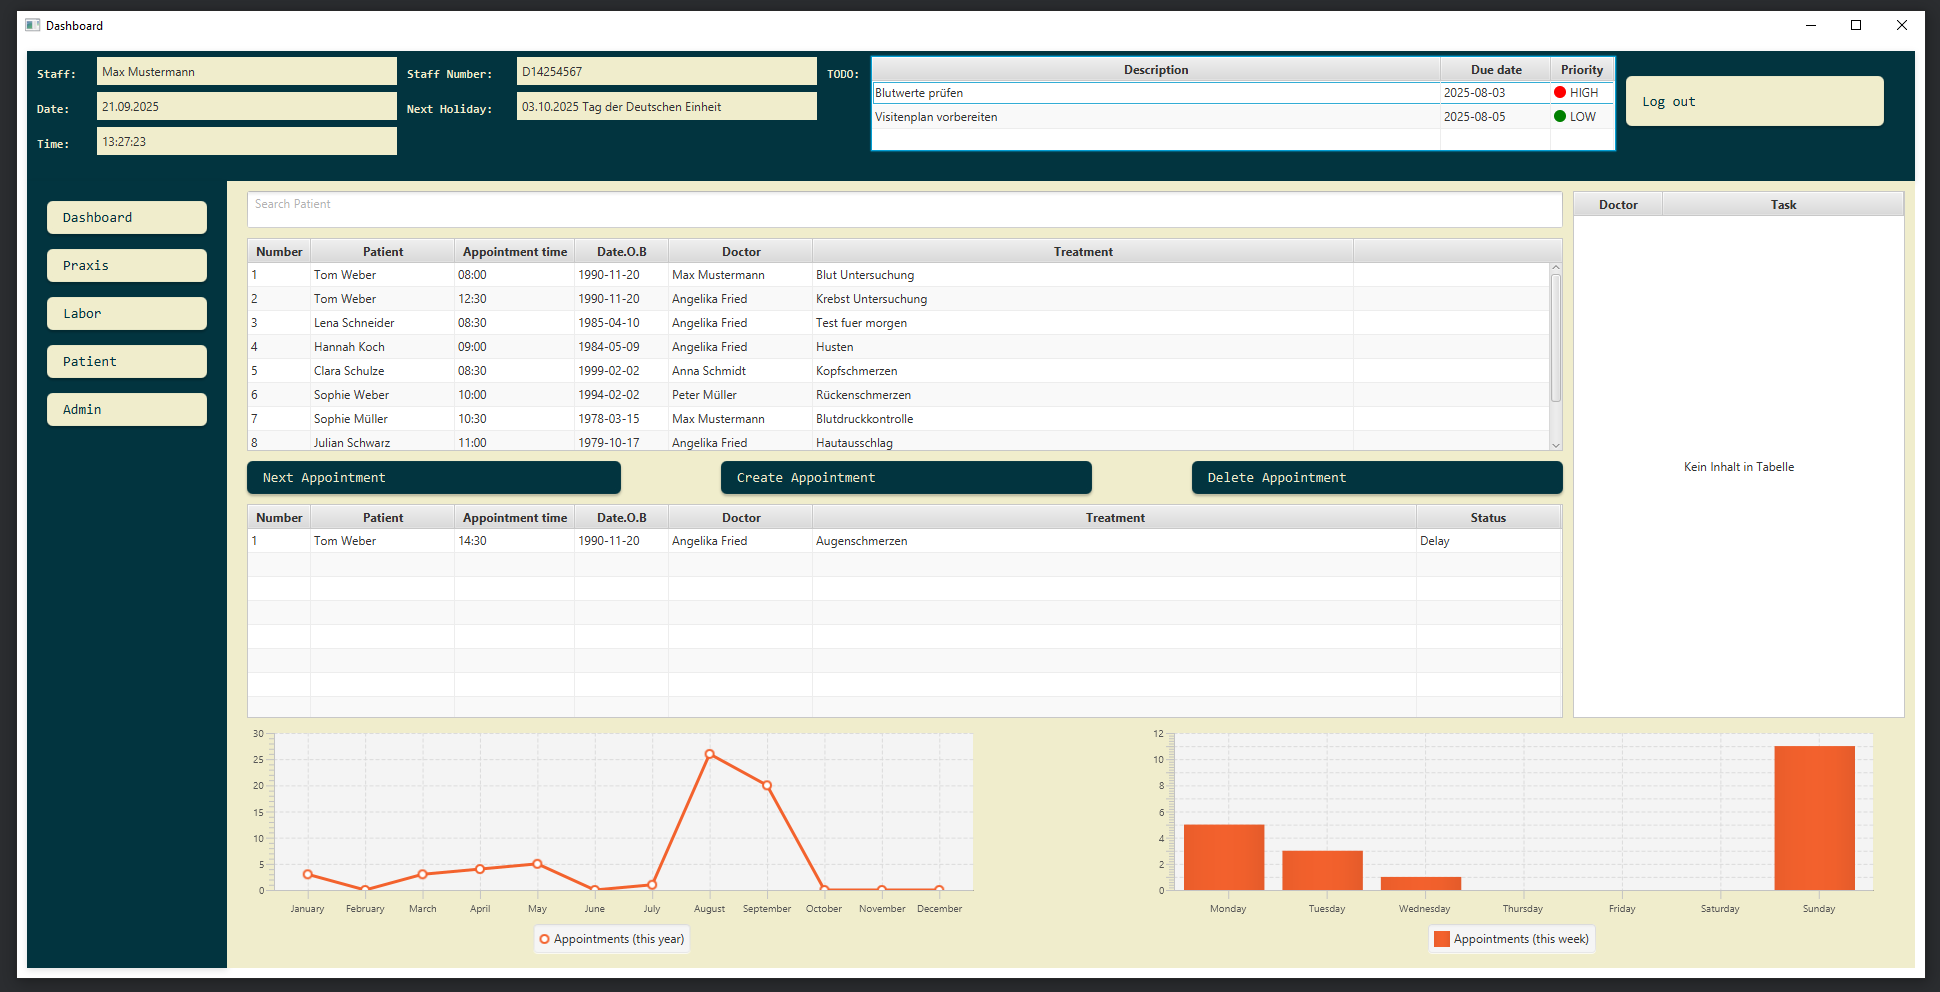 Dashboard
Staff: Max Mustermann Staff Number: D14254567 TODO:
Date: 21.09.2025 Next Holiday: 03.10.2025 Tag der Deutschen Einheit
Time: 13:27:23
Description Due date Priority
Blutwerte prüfen 2025-08-03 HIGH
Visitenplan vorbereiten 2025-08-05 LOW
Log out
Dashboard
Praxis
Labor
Patient
Admin
Search Patient
Number Patient Appointment time Date.O.B Doctor Treatment
1 Tom Weber 08:00 1990-11-20 Max Mustermann Blut Untersuchung
2 Tom Weber 12:30 1990-11-20 Angelika Fried Krebst Untersuchung
3 Lena Schneider 08:30 1985-04-10 Angelika Fried Test fuer morgen
4 Hannah Koch 09:00 1984-05-09 Angelika Fried Husten
5 Clara Schulze 08:30 1999-02-02 Anna Schmidt Kopfschmerzen
6 Sophie Weber 10:00 1994-02-02 Peter Müller Rückenschmerzen
7 Sophie Müller 10:30 1978-03-15 Max Mustermann Blutdruckkontrolle
8 Julian Schwarz 11:00 1979-10-17 Angelika Fried Hautausschlag
Next Appointment Create Appointment Delete Appointment
Number Patient Appointment time Date.O.B Doctor Treatment Status
1 Tom Weber 14:30 1990-11-20 Angelika Fried Augenschmerzen Delay
Doctor Task
Kein Inhalt in Tabelle
30
25
20
15
10
5
0
January February March April May June July August September October November December
Appointments (this year)
12
10
8
6
4
2
0
Monday Tuesday Wednesday Thursday Friday Saturday Sunday
Appointments (this week)